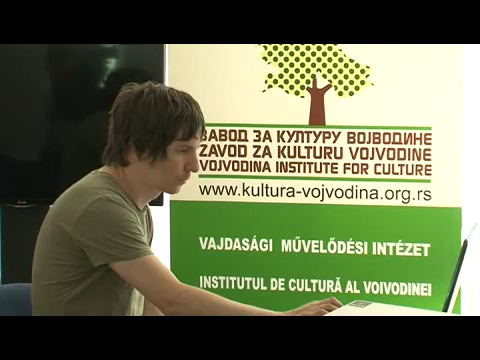 ЗАВОД ЗА КУЛТУРУ ВОЈВОДИНЕ
ZAVOD ZA KULTURU VOJVODINE
VOJVODINA INSTITUTE FOR CULTURE
www.kultura-vojvodina.org.rs
VAJDASÁGI MŰVELŐDÉSI INTÉZET
INSTITUTUL DE CULTURĂ AL VOIVODINEI